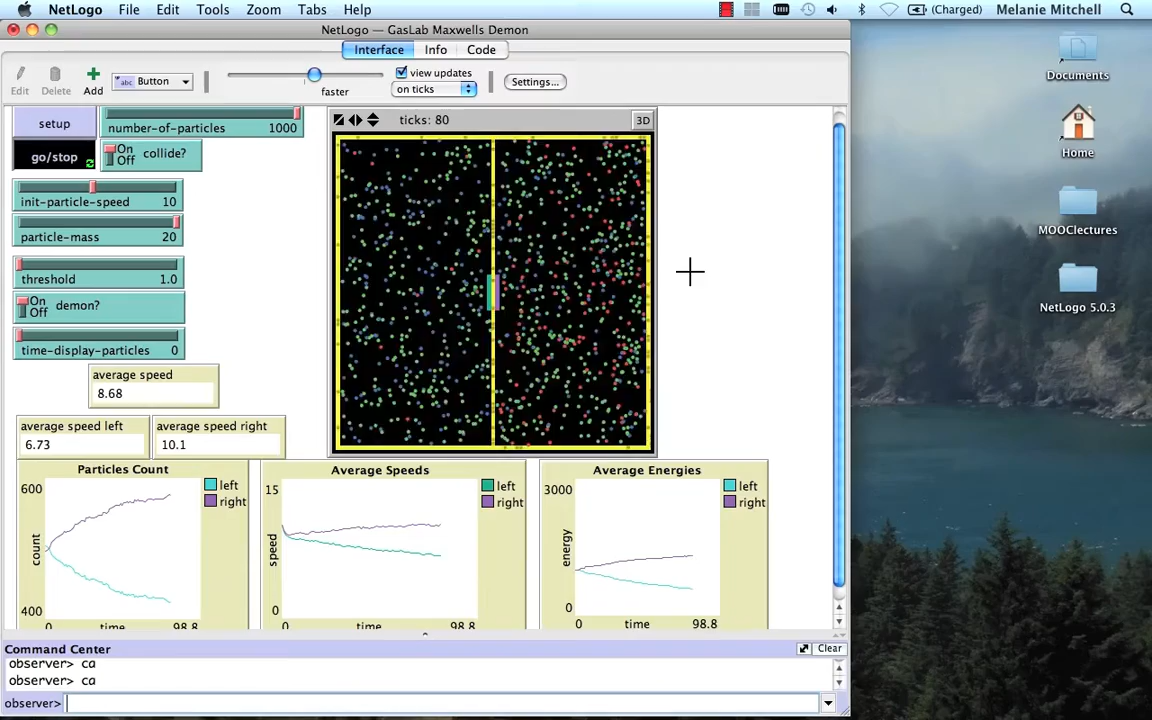 NetLogo File Edit Tools Zoom Tabs Help (Charged) Melanie Mitchell
NetLogo — GasLab Maxwells Demon
Interface Info Code
Edit Delete Add abc Button faster view updates on ticks Settings...
setup
number-of-particles 1000
go/stop
On Off collide?
init-particle-speed 10
particle-mass 20
threshold 1.0
On Off demon?
time-display-particles 0
average speed
8.68
average speed left
6.73
average speed right
10.1
ticks: 80 3D
Particles Count
600
count
400
0 time 98.8
left
right
Average Speeds
15
speed
0
0 time 98.8
left
right
Average Energies
3000
energy
0
0 time 98.8
left
right
Command Center Clear
observer> ca
observer> ca
observer>
Documents
Home
MOOClectures
NetLogo 5.0.3